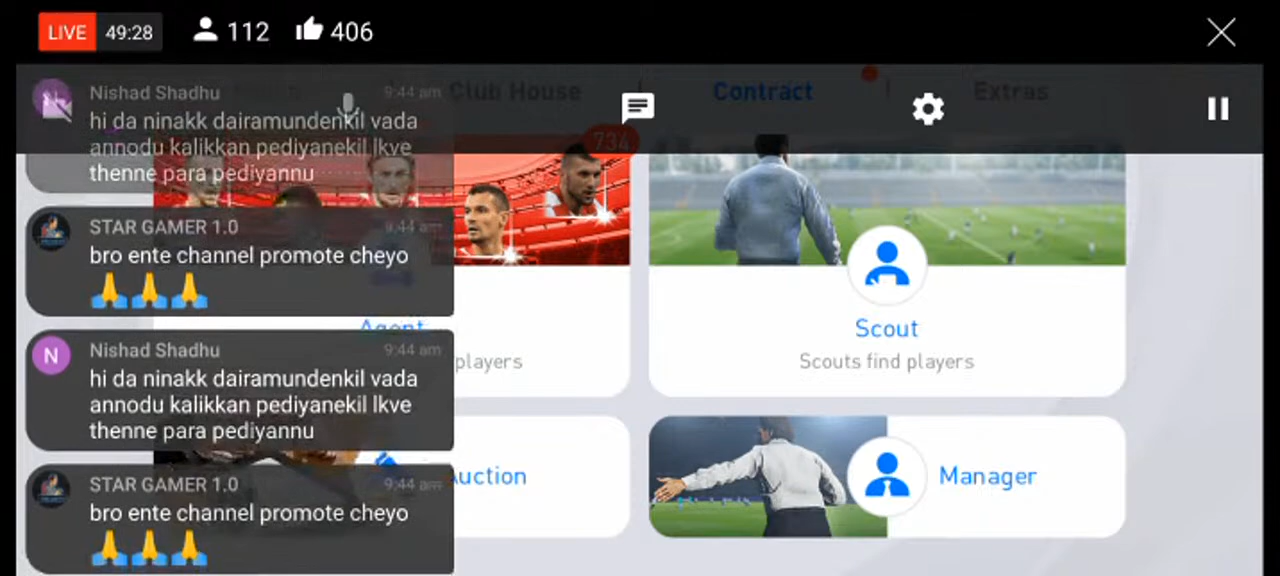 LIVE 49:28 112 406
Club House Contract Extras
Nishad Shadhu 9:44 am
hi da ninakk dairamundenkil vada
annodu kalikkan pediyanekil Ikve
thenne para pediyannu
734
STAR GAMER 1.0 9:44 am
bro ente channel promote cheyo
🙏🙏🙏
Agent
players
Scout
Scouts find players
N
Nishad Shadhu 9:44 am
hi da ninakk dairamundenkil vada
annodu kalikkan pediyanekil Ikve
thenne para pediyannu
Auction
Manager
STAR GAMER 1.0 9:44 am
bro ente channel promote cheyo
🙏🙏🙏